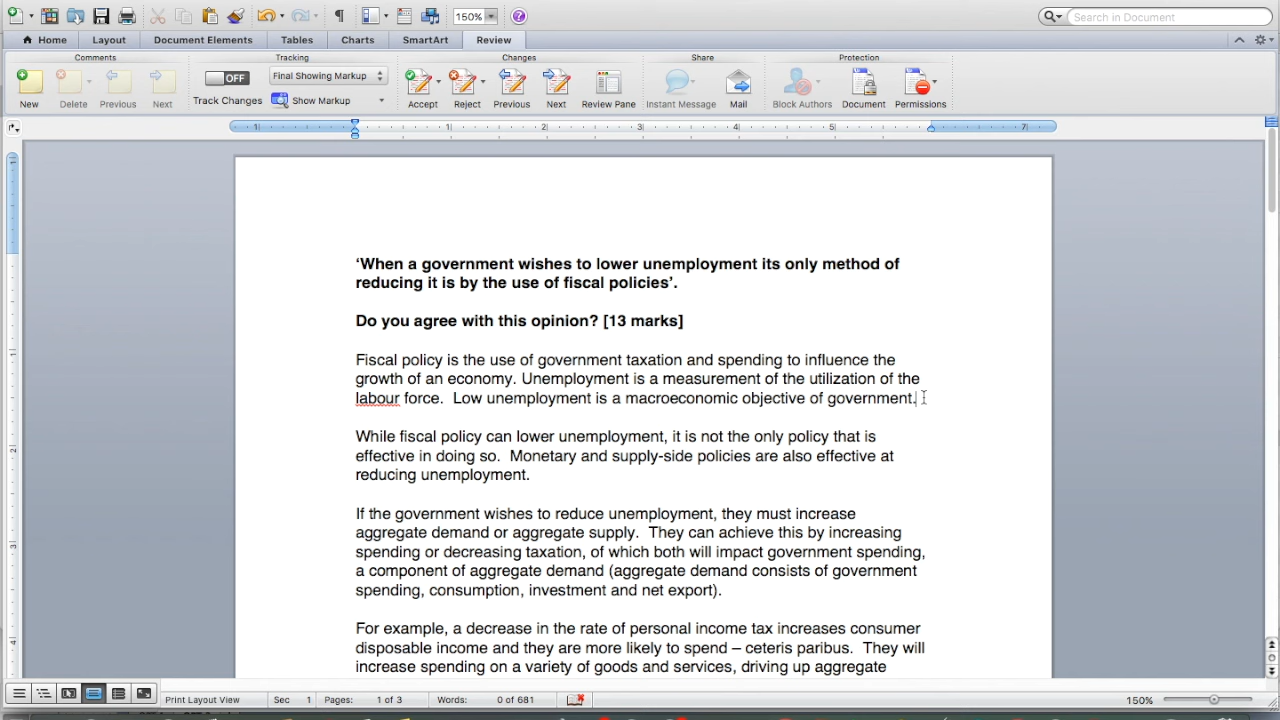 150%
Search in Document
Home
Layout
Document Elements
Tables
Charts
SmartArt
Review
Comments
Tracking
Changes
Share
Protection
New
Delete
Previous
Next
OFF
Track Changes
Final Showing Markup
Show Markup
Accept
Reject
Previous
Next
Review Pane
Instant Message
Mail
Block Authors
Document
Permissions
‘When a government wishes to lower unemployment its only method of
reducing it is by the use of fiscal policies’.
Do you agree with this opinion? [13 marks]
Fiscal policy is the use of government taxation and spending to influence the
growth of an economy. Unemployment is a measurement of the utilization of the
labour force. Low unemployment is a macroeconomic objective of government.
While fiscal policy can lower unemployment, it is not the only policy that is
effective in doing so. Monetary and supply-side policies are also effective at
reducing unemployment.
If the government wishes to reduce unemployment, they must increase
aggregate demand or aggregate supply. They can achieve this by increasing
spending or decreasing taxation, of which both will impact government spending,
a component of aggregate demand (aggregate demand consists of government
spending, consumption, investment and net export).
For example, a decrease in the rate of personal income tax increases consumer
disposable income and they are more likely to spend – ceteris paribus. They will
increase spending on a variety of goods and services, driving up aggregate
Print Layout View
Sec 1
Pages: 1 of 3
Words: 0 of 681
150%